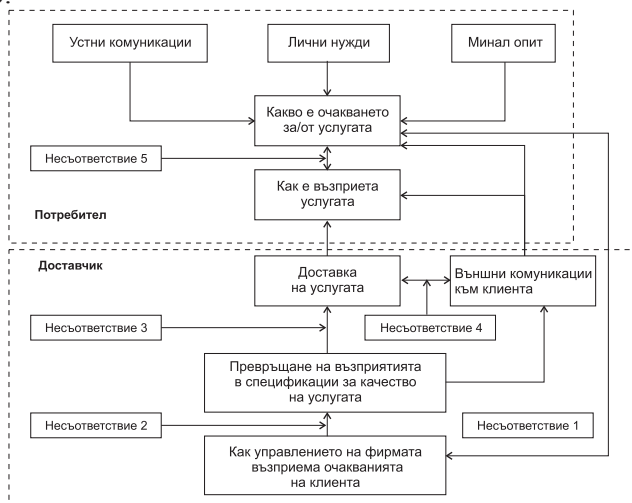 Устни комуникации
Лични нужди
Минал опит
Какво е очакването
за/от услугата
Несъответствие 5
Как е възприета
услугата
Потребител
Доставчик
Доставка
на услугата
Външни комуникации
към клиента
Несъответствие 3
Несъответствие 4
Превръщане на възприятията
в спецификации за качество
на услугата
Несъответствие 2
Несъответствие 1
Как управлението на фирмата
възприема очакванията
на клиента